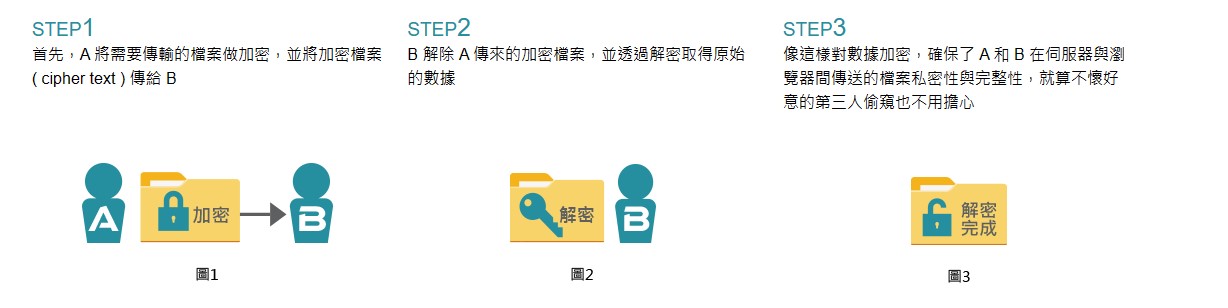 STEP1
首先，A 將需要傳輸的檔案做加密，並將加密檔案
( cipher text ) 傳給 B
A
加密
B
圖1
STEP2
B 解除 A 傳來的加密檔案，並透過解密取得原始
的數據
解密
B
圖2
STEP3
像這樣對數據加密，確保了 A 和 B 在伺服器與瀏
覽器間傳送的檔案私密性與完整性，就算不懷好
意的第三人偷窺也不用擔心
解密
完成
圖3